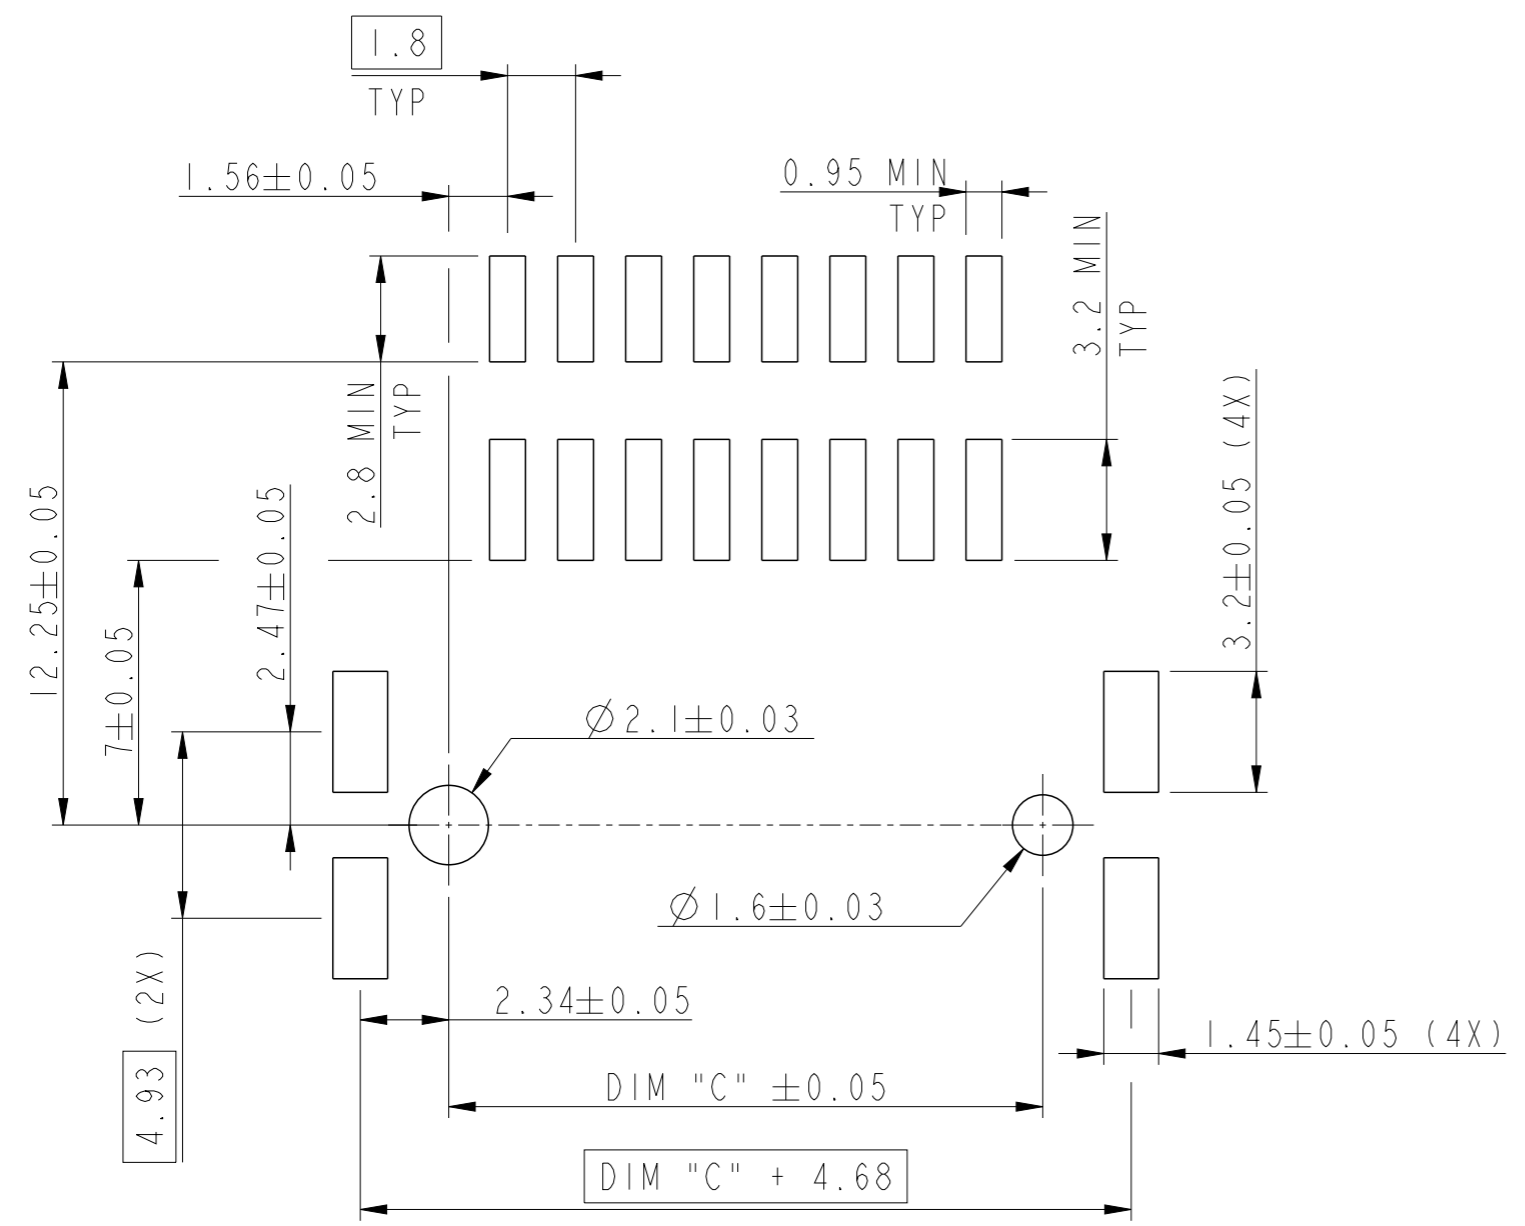 1.8
TYP
1.56±0.05
0.95 MIN
TYP
3.2 MIN
TYP
2.8 MIN
TYP
3.2±0.05 (4X)
12.25±0.05
2.47±0.05
7±0.05
Ø2.1±0.03
Ø1.6±0.03
4.93 (2X)
2.34±0.05
1.45±0.05 (4X)
DIM "C" ±0.05
DIM "C" + 4.68